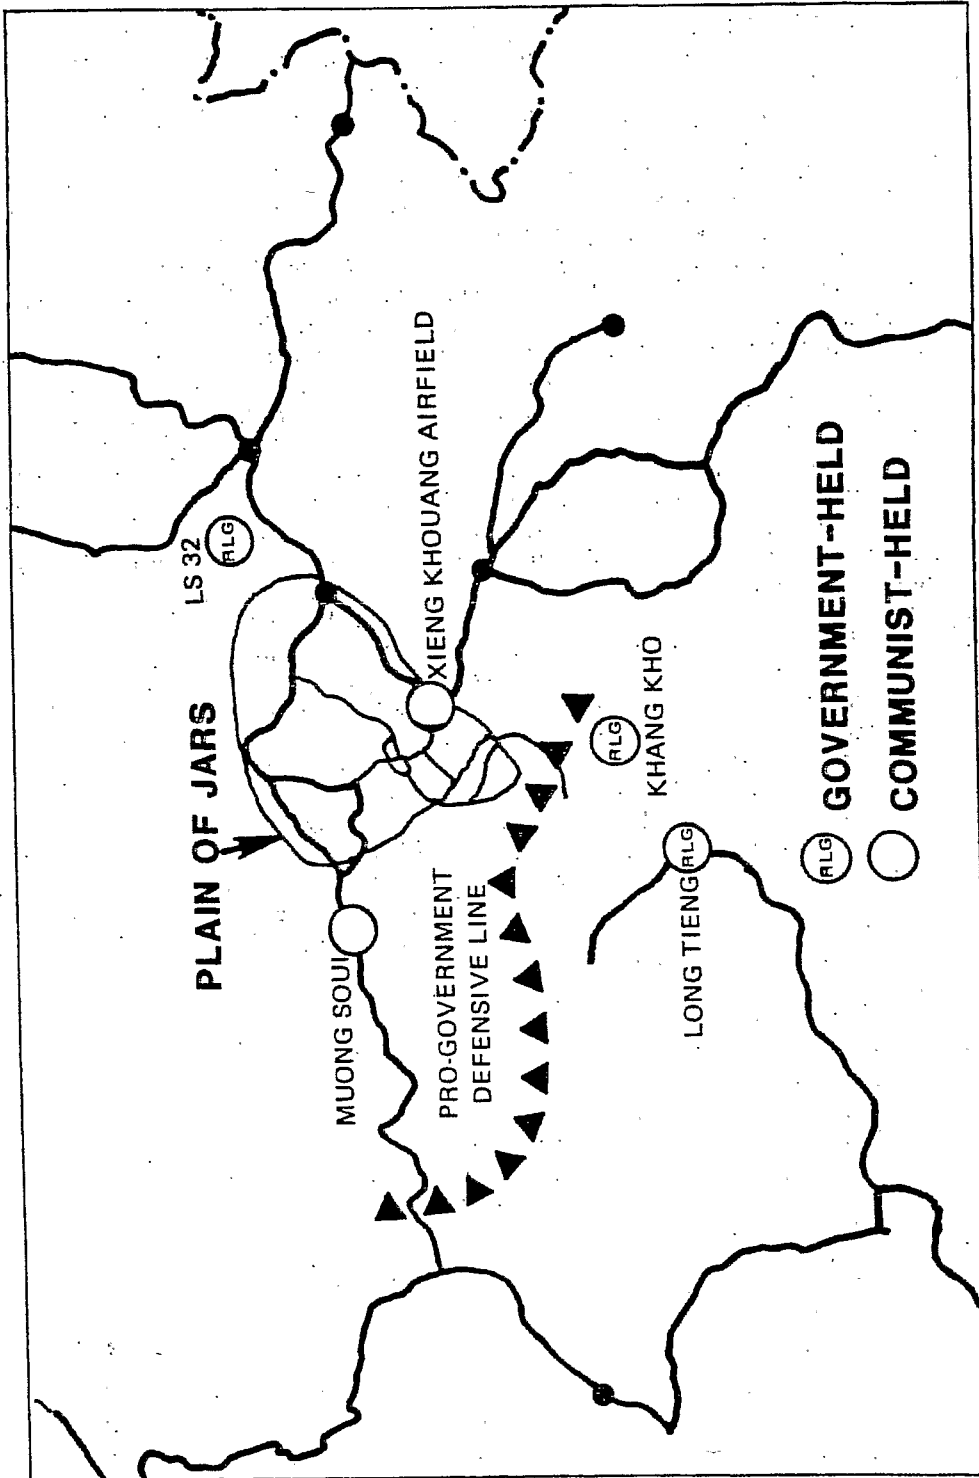 PLAIN OF JARS
LS 32
RLG
MUONG SOUI
XIENG KHOUANG AIRFIELD
PRO-GOVERNMENT
DEFENSIVE LINE
RLG
KHANG KHO
LONG TIENG
RLG
RLG GOVERNMENT-HELD
COMMUNIST-HELD